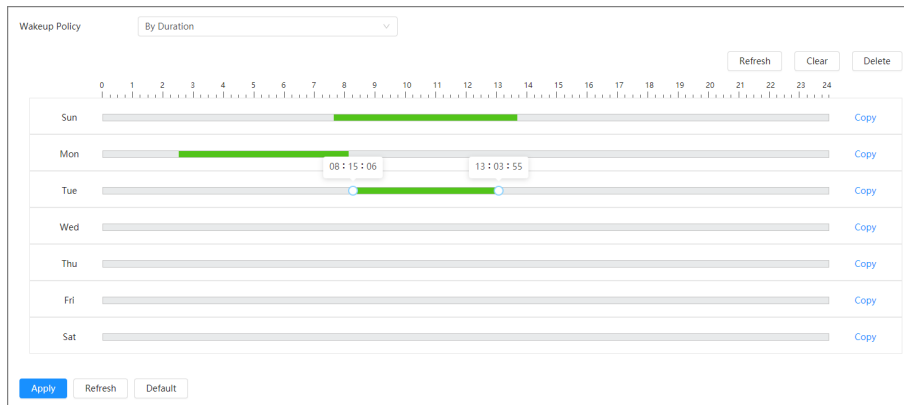 Wakeup Policy By Duration
Refresh Clear Delete
0 1 2 3 4 5 6 7 8 9 10 11 12 13 14 15 16 17 18 19 20 21 22 23 24
Sun Copy
Mon Copy
08:15:06 13:03:55
Tue Copy
Wed Copy
Thu Copy
Fri Copy
Sat Copy
Apply Refresh Default